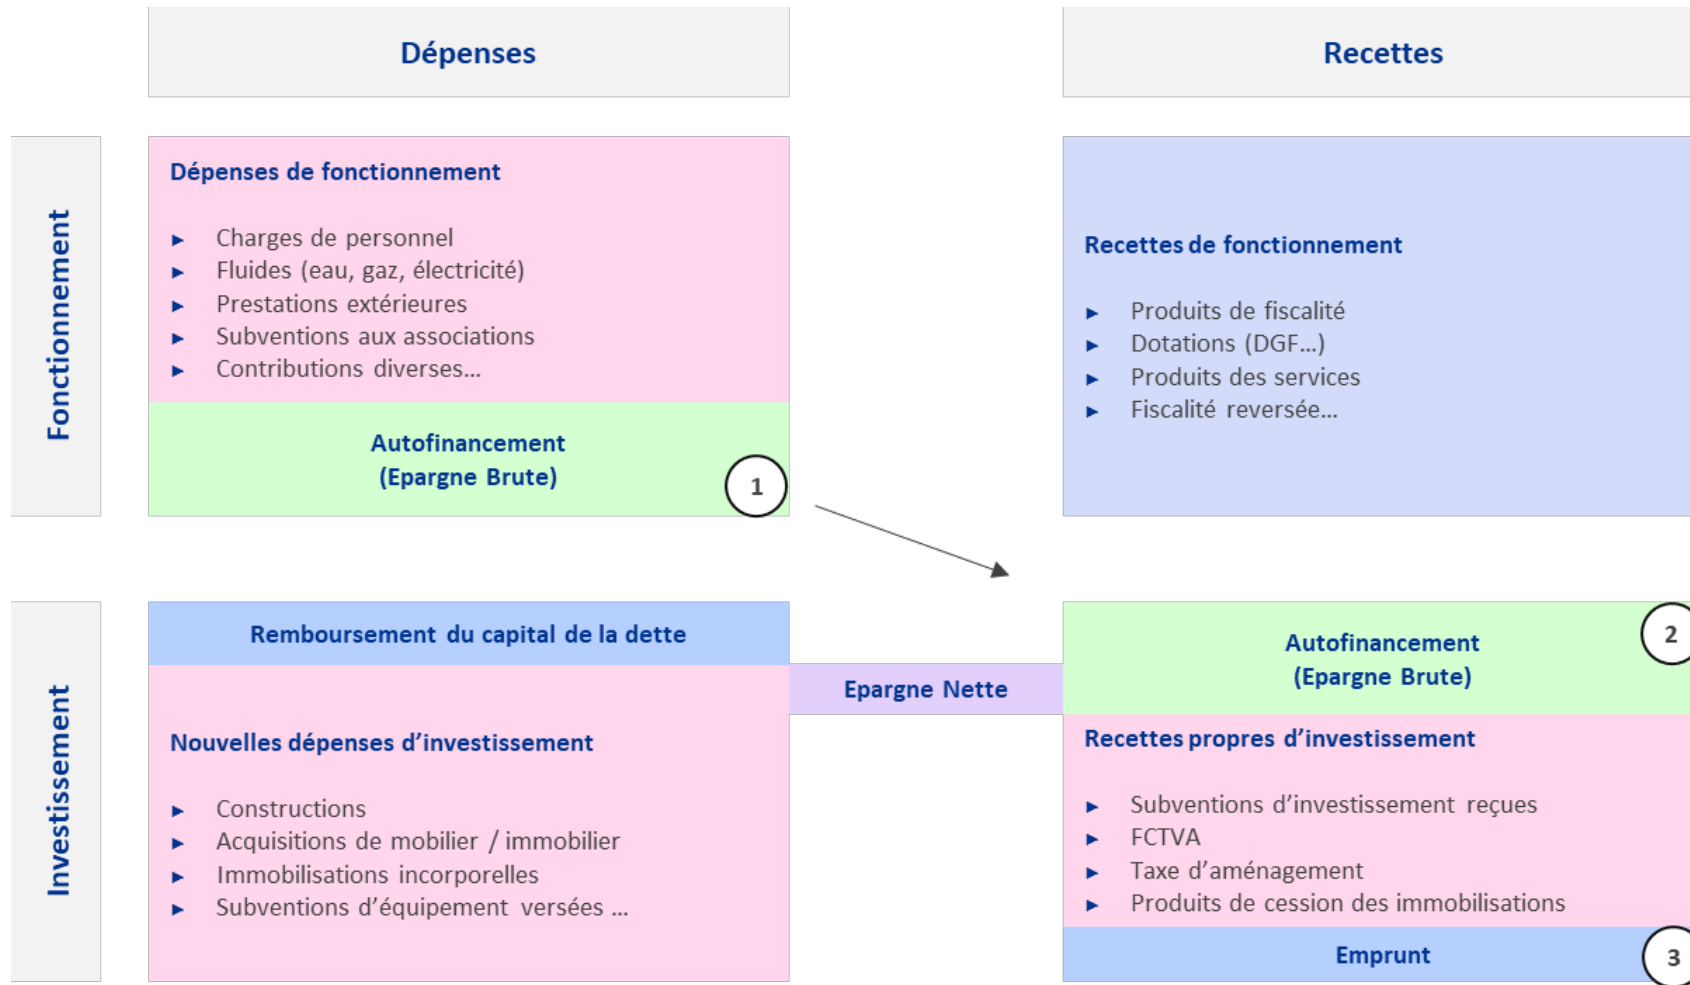 Dépenses
Recettes
Fonctionnement
Dépenses de fonctionnement
► Charges de personnel
► Fluides (eau, gaz, électricité)
► Prestations extérieures
► Subventions aux associations
► Contributions diverses…
Autofinancement
(Epargne Brute)
1
Recettes de fonctionnement
► Produits de fiscalité
► Dotations (DGF…)
► Produits des services
► Fiscalité reversée…
Investissement
Remboursement du capital de la dette
Nouvelles dépenses d’investissement
► Constructions
► Acquisitions de mobilier / immobilier
► Immobilisations incorporelles
► Subventions d’équipement versées …
Epargne Nette
Autofinancement
(Epargne Brute)
2
Recettes propres d’investissement
► Subventions d’investissement reçues
► FCTVA
► Taxe d’aménagement
► Produits de cession des immobilisations
Emprunt
3